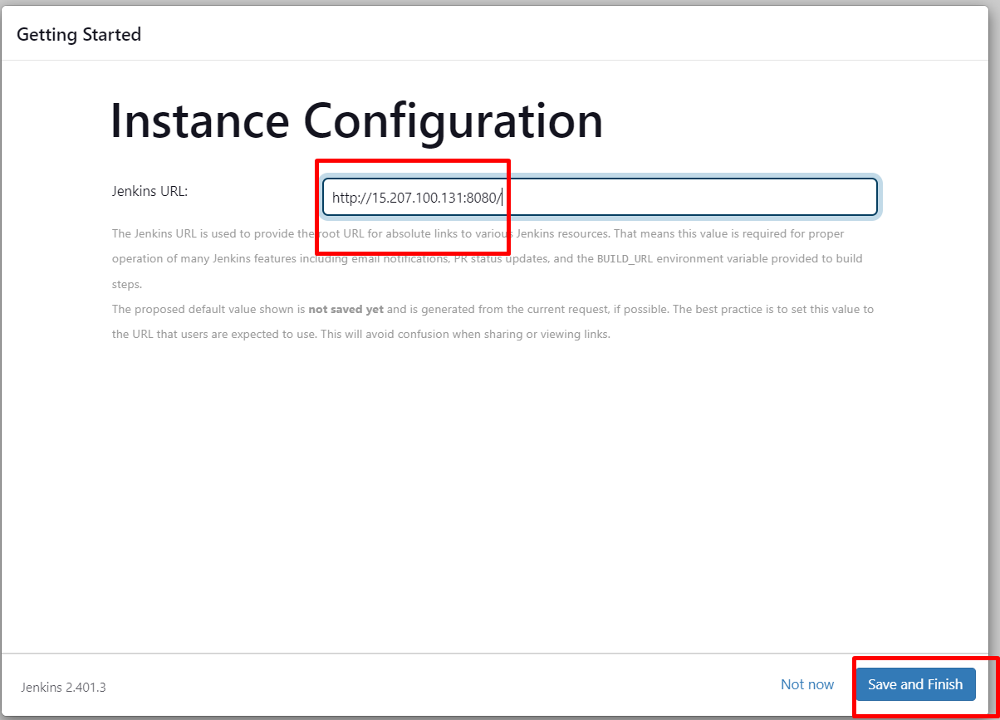 Getting Started
Instance Configuration
Jenkins URL:
http://15.207.100.131:8080/
The Jenkins URL is used to provide the root URL for absolute links to various Jenkins resources. That means this value is required for proper
operation of many Jenkins features including email notifications, PR status updates, and the BUILD_URL environment variable provided to build
steps.
The proposed default value shown is not saved yet and is generated from the current request, if possible. The best practice is to set this value to
the URL that users are expected to use. This will avoid confusion when sharing or viewing links.
Jenkins 2.401.3
Not now
Save and Finish